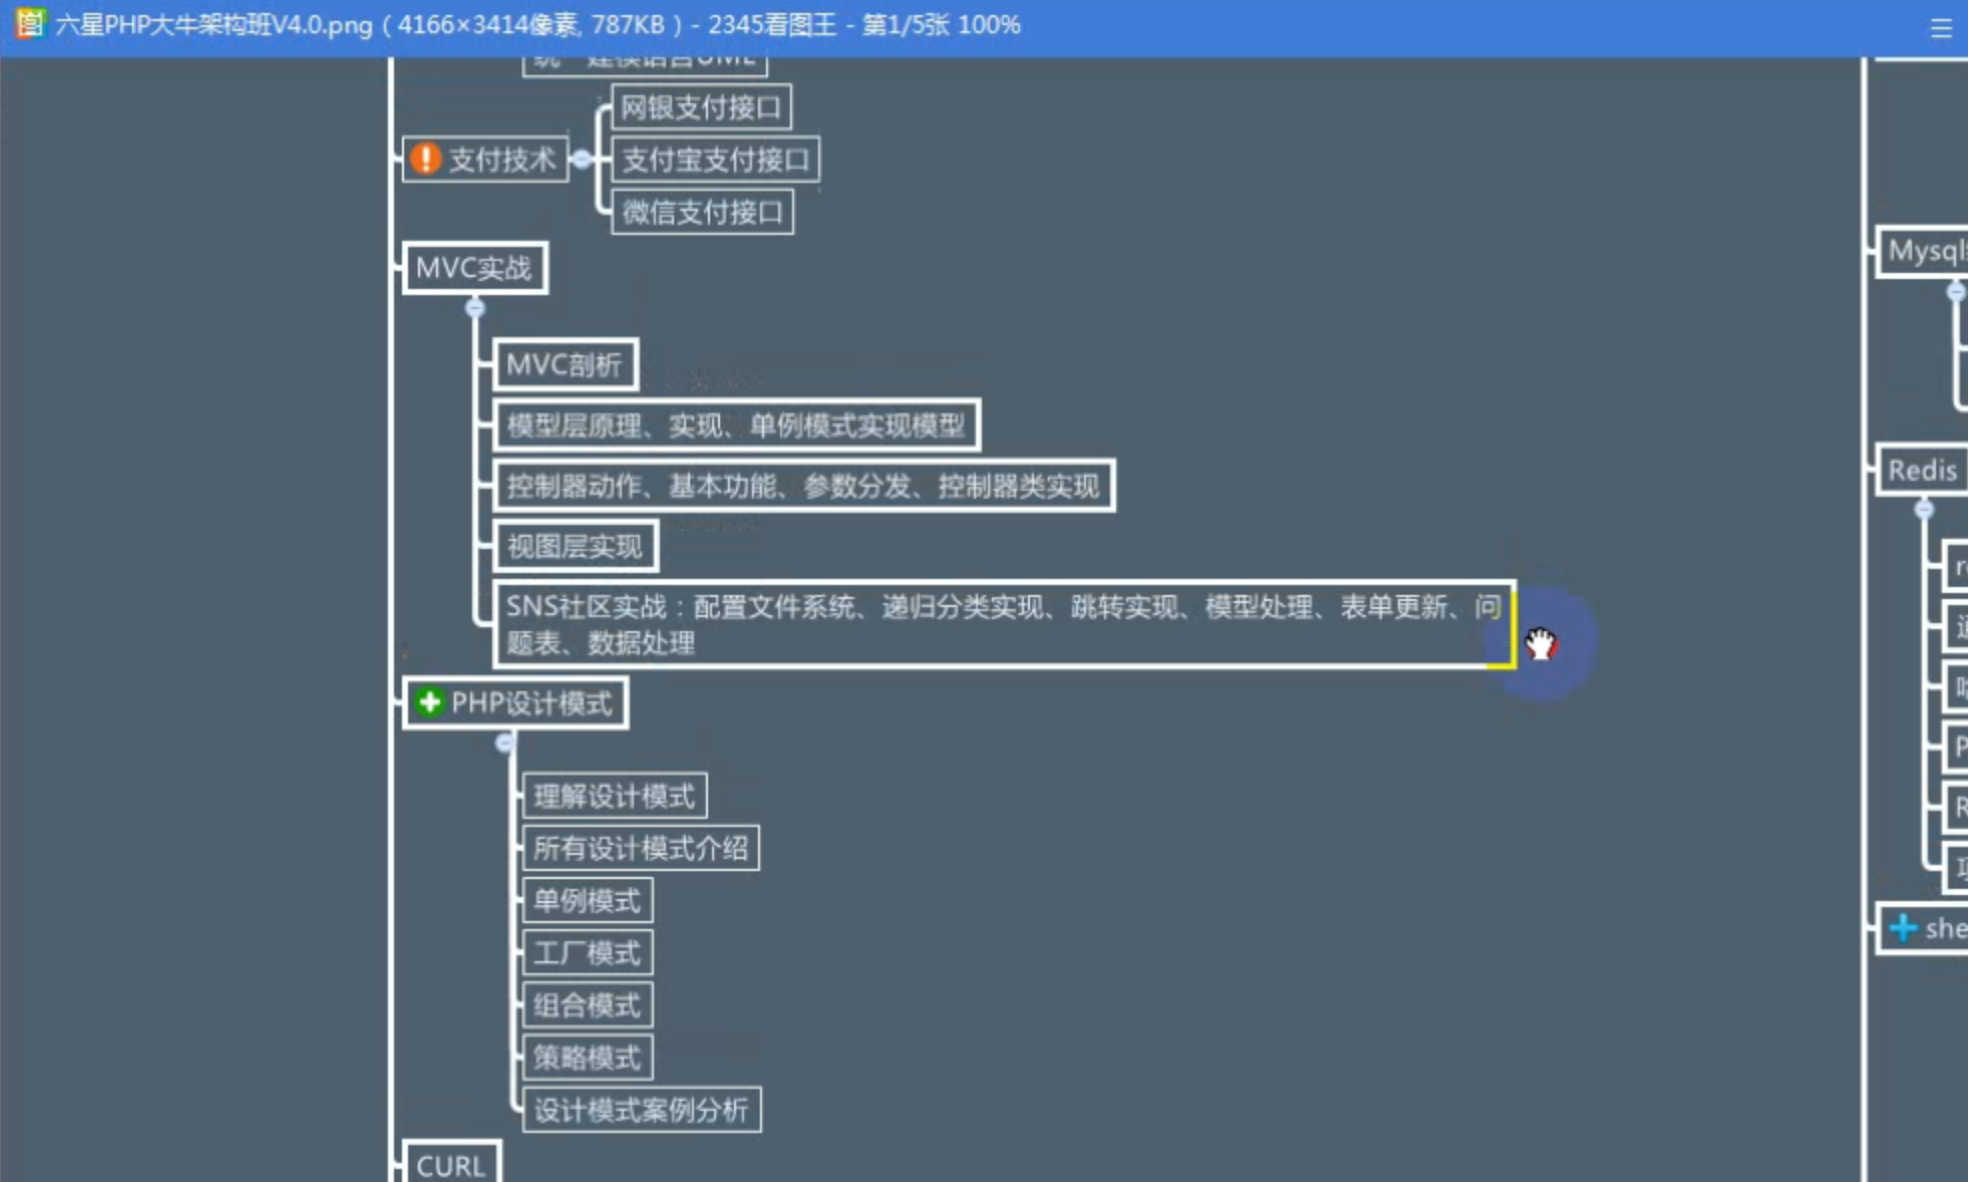 六星PHP大牛架构班V4.0.png ( 4166×3414像素, 787KB ) - 2345看图王 - 第1/5张 100%
统一建模语言UML
网银支付接口
支付技术
支付宝支付接口
微信支付接口
MVC实战
MVC剖析
模型层原理、实现、单例模式实现模型
控制器动作、基本功能、参数分发、控制器类实现
视图层实现
SNS社区实战：配置文件系统、递归分类实现、跳转实现、模型处理、表单更新、问
题表、数据处理
PHP设计模式
理解设计模式
所有设计模式介绍
单例模式
工厂模式
组合模式
策略模式
设计模式案例分析
CURL
Mysql
Redis
she